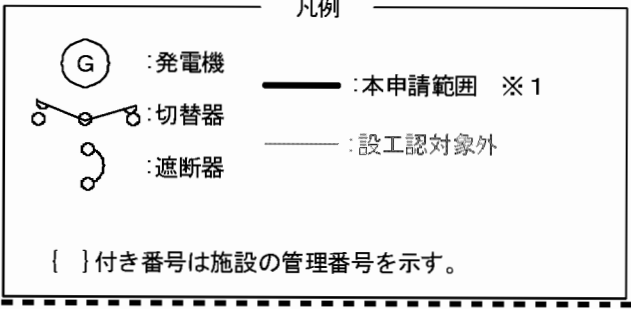 凡例
G :発電機
:本申請範囲 ※1
:切替器
:設工認対象外
:遮断器
{ }付き番号は施設の管理番号を示す。